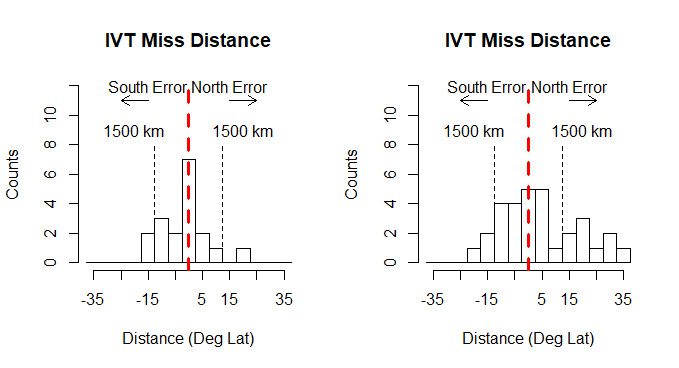 IVT Miss Distance
South Error North Error
1500 km 1500 km
Counts
0 2 4 6 8 10
-35 -15 5 15 35
Distance (Deg Lat)
IVT Miss Distance
South Error North Error
1500 km 1500 km
Counts
0 2 4 6 8 10
-35 -15 5 15 35
Distance (Deg Lat)